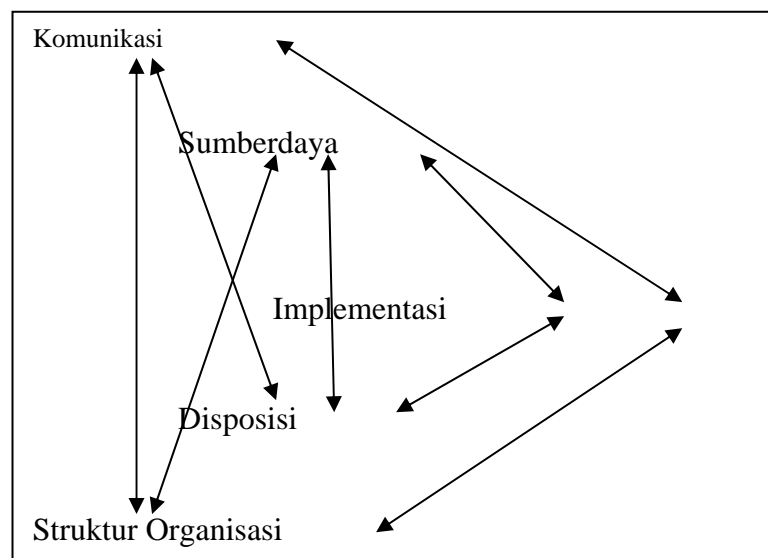 Komunikasi
Sumberdaya
Implementasi
Disposisi
Struktur Organisasi